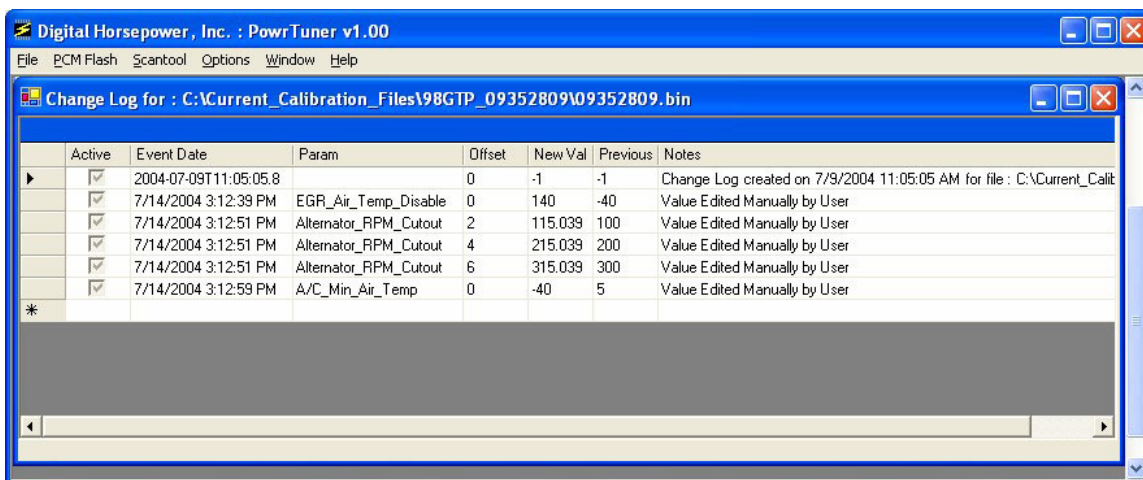 Digital Horsepower, Inc. : PowrTuner v1.00
File PCM Flash Scantool Options Window Help
Change Log for : C:\Current_Calibration_Files\98GTP_09352809\09352809.bin
Active Event Date Param Offset New Val Previous Notes
2004-07-09T11:05:05.8 0 -1 -1 Change Log created on 7/9/2004 11:05:05 AM for file : C:\Current_Calib
7/14/2004 3:12:39 PM EGR_Air_Temp_Disable 0 140 -40 Value Edited Manually by User
7/14/2004 3:12:51 PM Alternator_RPM_Cutout 2 115.039 100 Value Edited Manually by User
7/14/2004 3:12:51 PM Alternator_RPM_Cutout 4 215.039 200 Value Edited Manually by User
7/14/2004 3:12:51 PM Alternator_RPM_Cutout 6 315.039 300 Value Edited Manually by User
7/14/2004 3:12:59 PM A/C_Min_Air_Temp 0 -40 5 Value Edited Manually by User